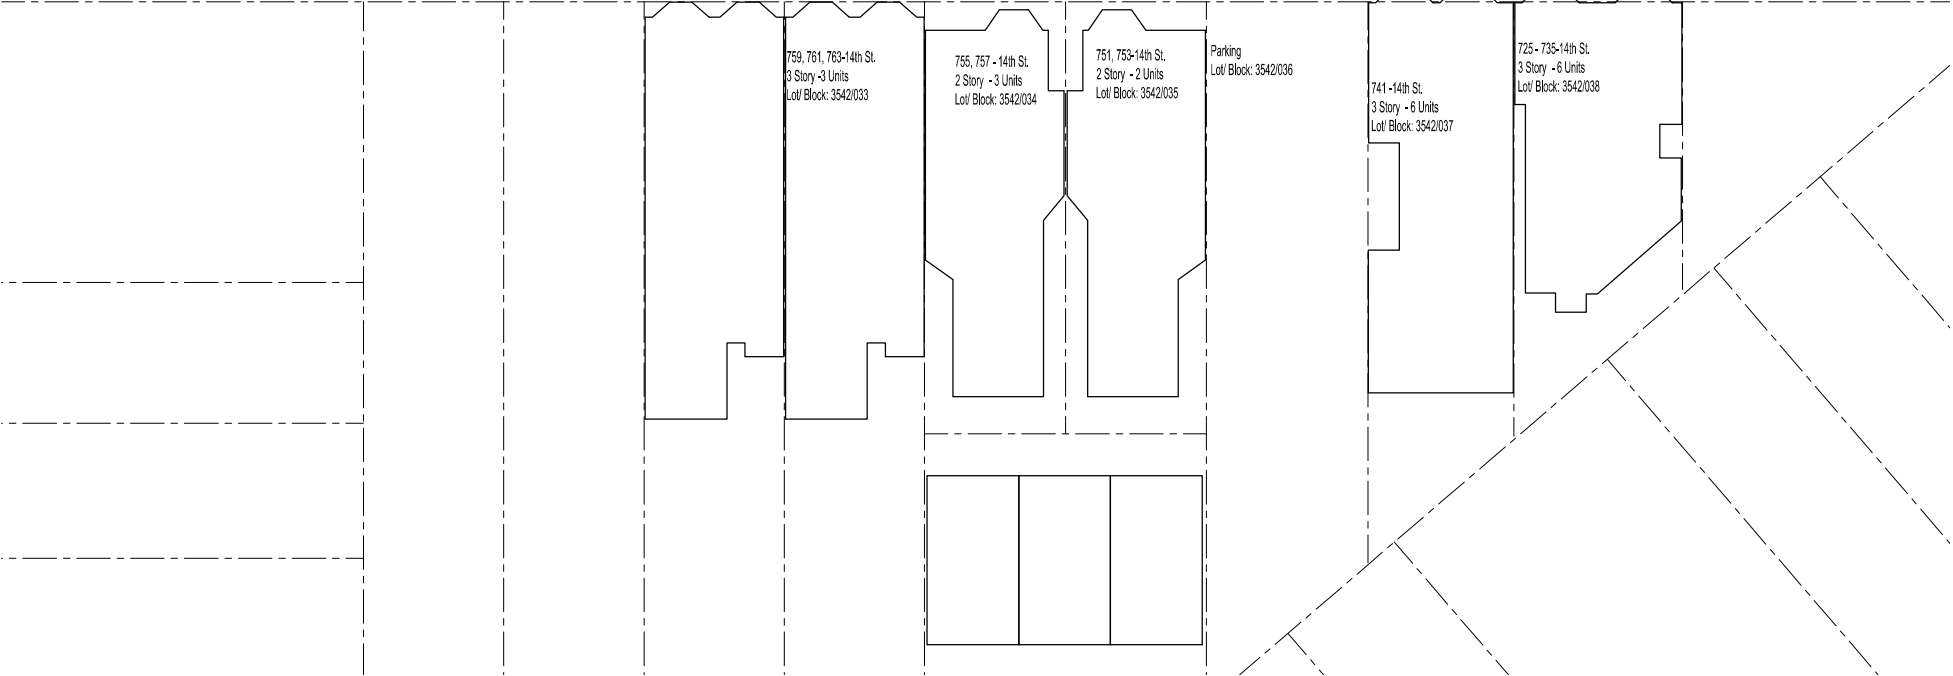 759, 761, 763-14th St.
3 Story -3 Units
Lot/ Block: 3542/033
755, 757 - 14th St.
2 Story - 3 Units
Lot/ Block: 3542/034
751, 753-14th St.
2 Story - 2 Units
Lot/ Block: 3542/035
Parking
Lot/ Block: 3542/036
741 -14th St.
3 Story - 6 Units
Lot/ Block: 3542/037
725 - 735-14th St.
3 Story - 6 Units
Lot/ Block: 3542/038